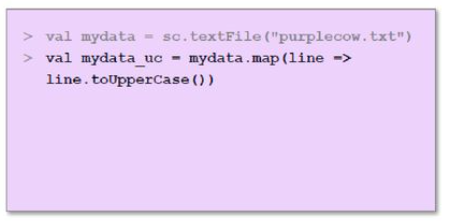 > val mydata = sc.textFile("purplecow.txt")
> val mydata_uc = mydata.map(line =>
line.toUpperCase())